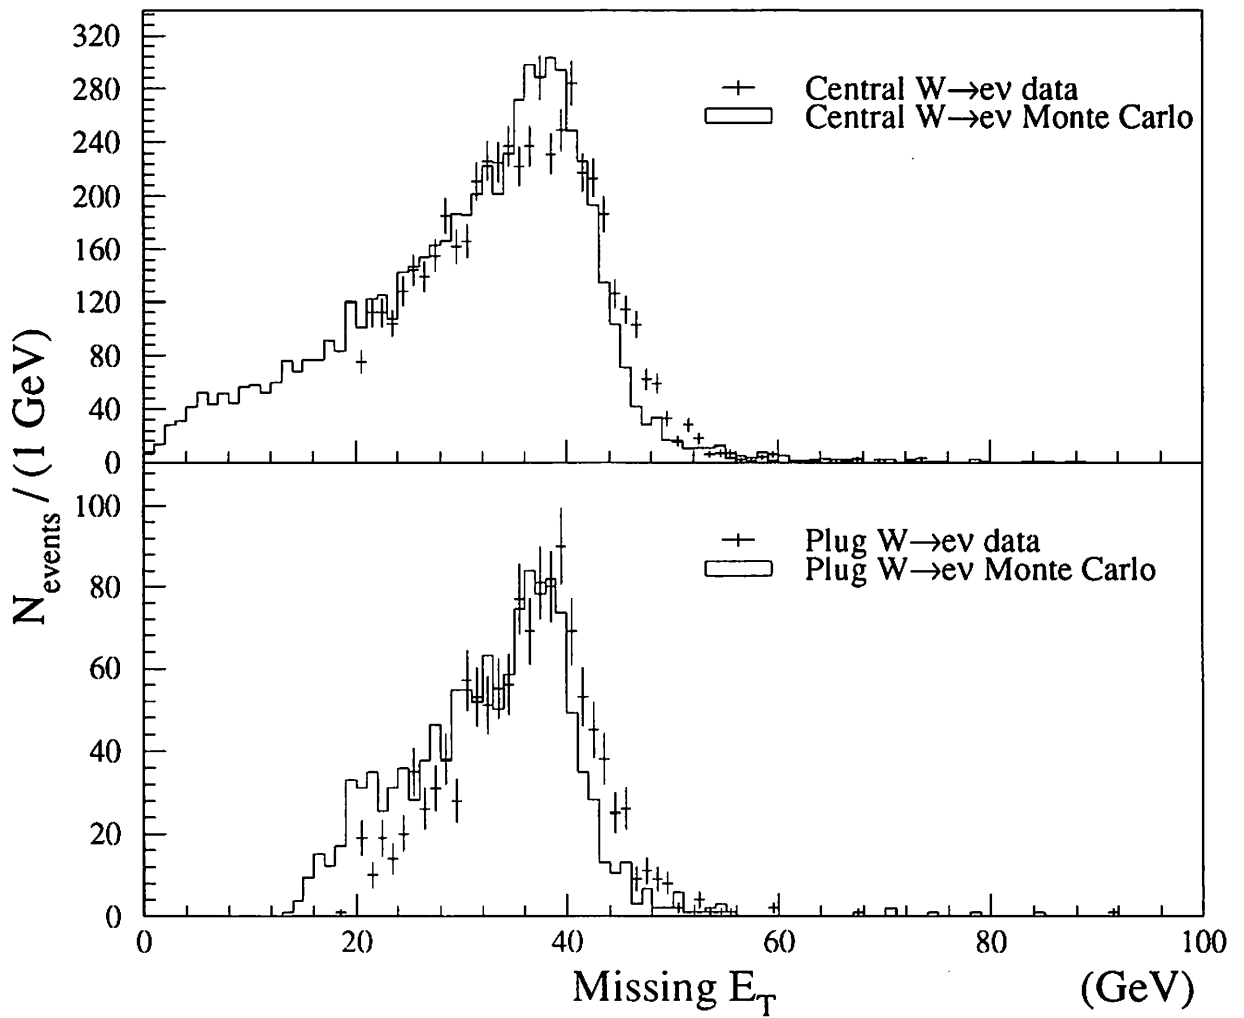 320
280
240
200
160
120
80
40
0
Central W→eν data
Central W→eν Monte Carlo
100
80
60
40
20
0
Plug W→eν data
Plug W→eν Monte Carlo
0 20 40 60 80 100
Missing E_T (GeV)
N_events / (1 GeV)